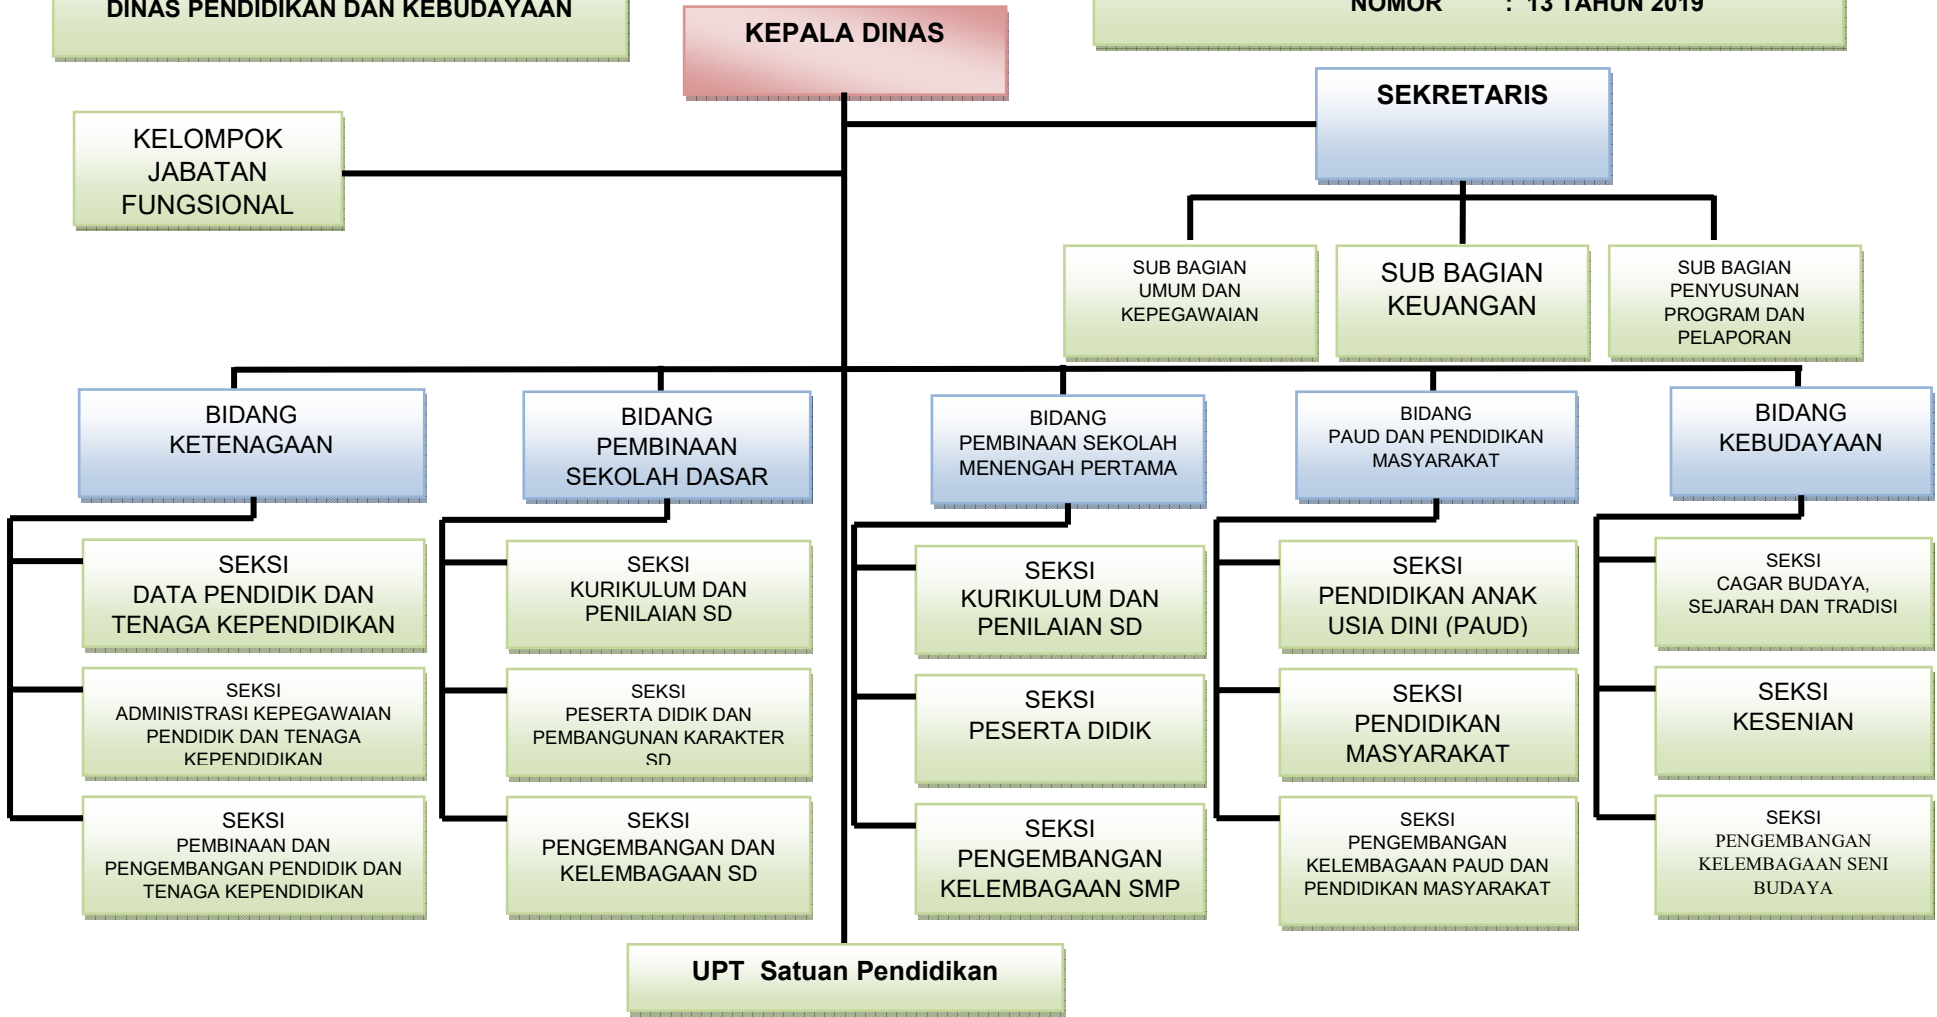 DINAS PENDIDIKAN DAN KEBUDAYAAN
NOMOR : 13 TAHUN 2019
KEPALA DINAS
SEKRETARIS
KELOMPOK
JABATAN
FUNGSIONAL
SUB BAGIAN
UMUM DAN
KEPEGAWAIAN
SUB BAGIAN
KEUANGAN
SUB BAGIAN
PENYUSUNAN
PROGRAM DAN
PELAPORAN
BIDANG
KETENAGAAN
BIDANG
PEMBINAAN
SEKOLAH DASAR
BIDANG
PEMBINAAN SEKOLAH
MENENGAH PERTAMA
BIDANG
PAUD DAN PENDIDIKAN
MASYARAKAT
BIDANG
KEBUDAYAAN
SEKSI
DATA PENDIDIK DAN
TENAGA KEPENDIDIKAN
SEKSI
KURIKULUM DAN
PENILAIAN SD
SEKSI
KURIKULUM DAN
PENILAIAN SD
SEKSI
PENDIDIKAN ANAK
USIA DINI (PAUD)
SEKSI
CAGAR BUDAYA,
SEJARAH DAN TRADISI
SEKSI
ADMINISTRASI KEPEGAWAIAN
PENDIDIK DAN TENAGA
KEPENDIDIKAN
SEKSI
PESERTA DIDIK DAN
PEMBANGUNAN KARAKTER
SD
SEKSI
PESERTA DIDIK
SEKSI
PENDIDIKAN
MASYARAKAT
SEKSI
KESENIAN
SEKSI
PEMBINAAN DAN
PENGEMBANGAN PENDIDIK DAN
TENAGA KEPENDIDIKAN
SEKSI
PENGEMBANGAN DAN
KELEMBAGAAN SD
SEKSI
PENGEMBANGAN
KELEMBAGAAN SMP
SEKSI
PENGEMBANGAN
KELEMBAGAAN PAUD DAN
PENDIDIKAN MASYARAKAT
SEKSI
PENGEMBANGAN
KELEMBAGAAN SENI
BUDAYA
UPT Satuan Pendidikan